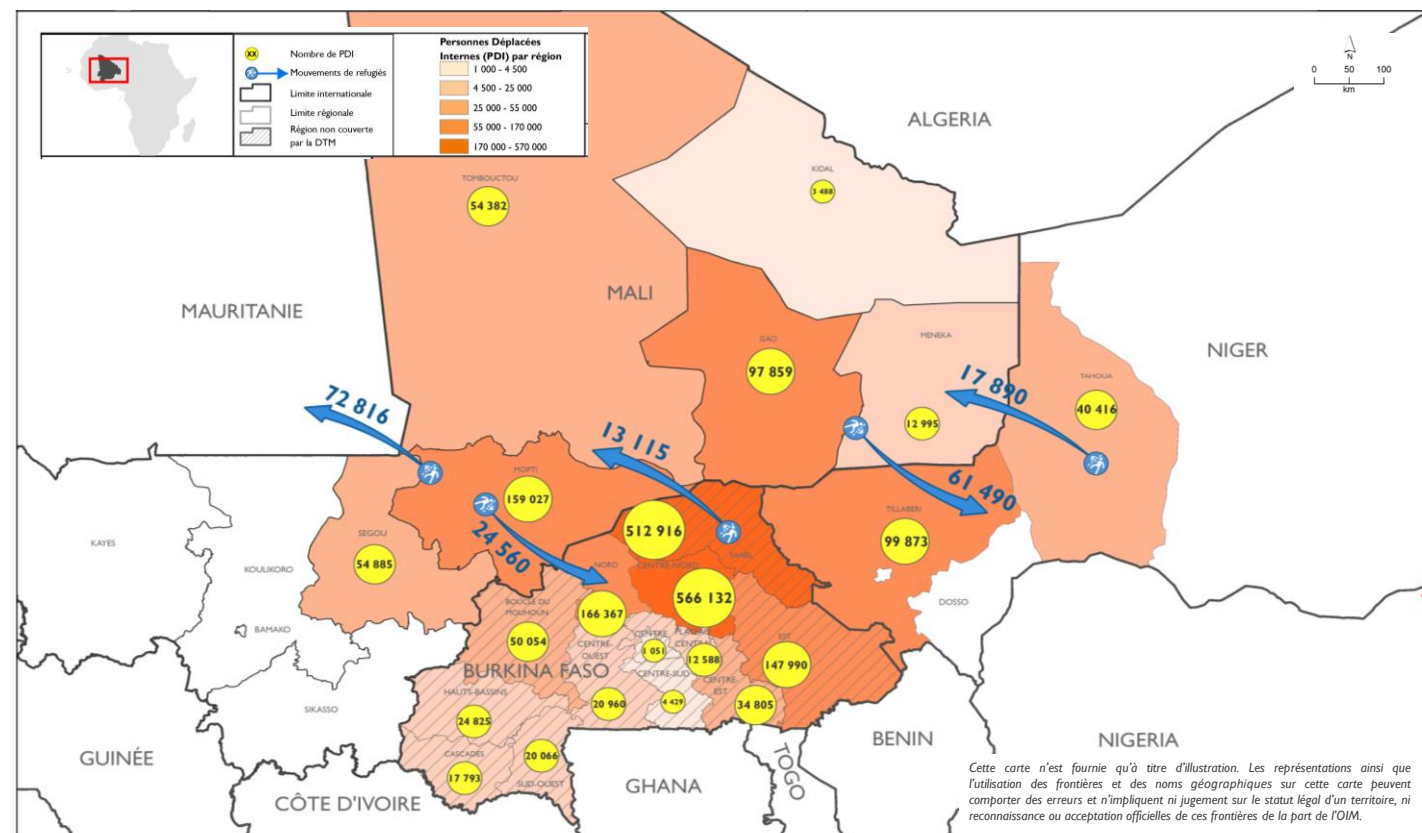 XX
Nombre de PDI
Mouvements de refugiés
Limite internationale
Limite régionale
Région non couverte
par la DTM
Personnes Déplacées
Internes (PDI) par région
1 000 - 4 500
4 500 - 25 000
25 000 - 55 000
55 000 - 170 000
170 000 - 570 000
N
0 50 100
km
ALGERIA
KIDAL
3 488
TOMBOUCTOU
54 382
MALI
MAURITANIE
GAO
97 859
MENEKA
12 995
NIGER
TAHOUA
40 416
17 890
72 816
13 115
61 490
MOPTI
159 027
24 560
SEGOU
54 885
TILLABERI
99 873
512 916
SAHEL
KAYES
KOULIKORO
BAMAKO
SIKASSO
DOSSO
NORD
166 367
CENTRE-NORD
566 132
BOUCLE DU
MOUHOUN
50 054
CENTRE-
OUEST
20 960
CENTRE
1 051
PLATEAU
CENTRAL
12 588
EST
147 990
BURKINA FASO
CENTRE-SUD
4 429
CENTRE-
EST
34 805
HAUTS-BASSINS
24 825
CASCADES
17 793
20 066
SUD-OUEST
GUINÉE
CÔTE D'IVOIRE
GHANA
TOGO
BENIN
NIGERIA
Cette carte n'est fournie qu'à titre d'illustration. Les représentations ainsi que
l'utilisation des frontières et des noms géographiques sur cette carte peuvent
comporter des erreurs et n'impliquent ni jugement sur le statut légal d'un territoire, ni
reconnaissance ou acceptation officielles de ces frontières de la part de l'OIM.